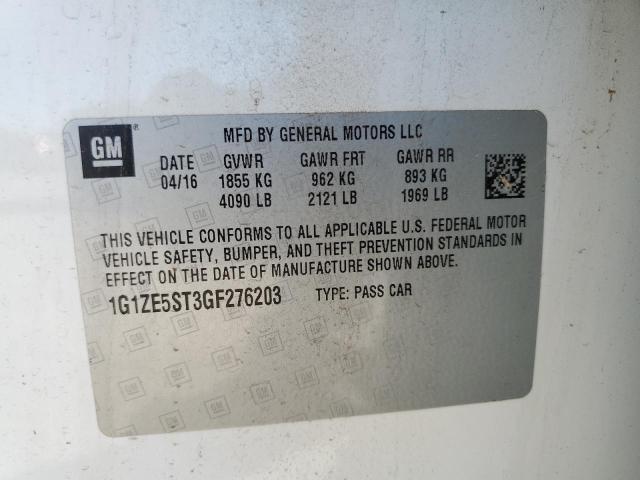 GM ® MFD BY GENERAL MOTORS LLC
DATE GVWR GAWR FRT GAWR RR
04/16 1855 KG 962 KG 893 KG
4090 LB 2121 LB 1969 LB
THIS VEHICLE CONFORMS TO ALL APPLICABLE U.S. FEDERAL MOTOR
VEHICLE SAFETY, BUMPER, AND THEFT PREVENTION STANDARDS IN
EFFECT ON THE DATE OF MANUFACTURE SHOWN ABOVE.
1G1ZE5ST3GF276203 TYPE: PASS CAR